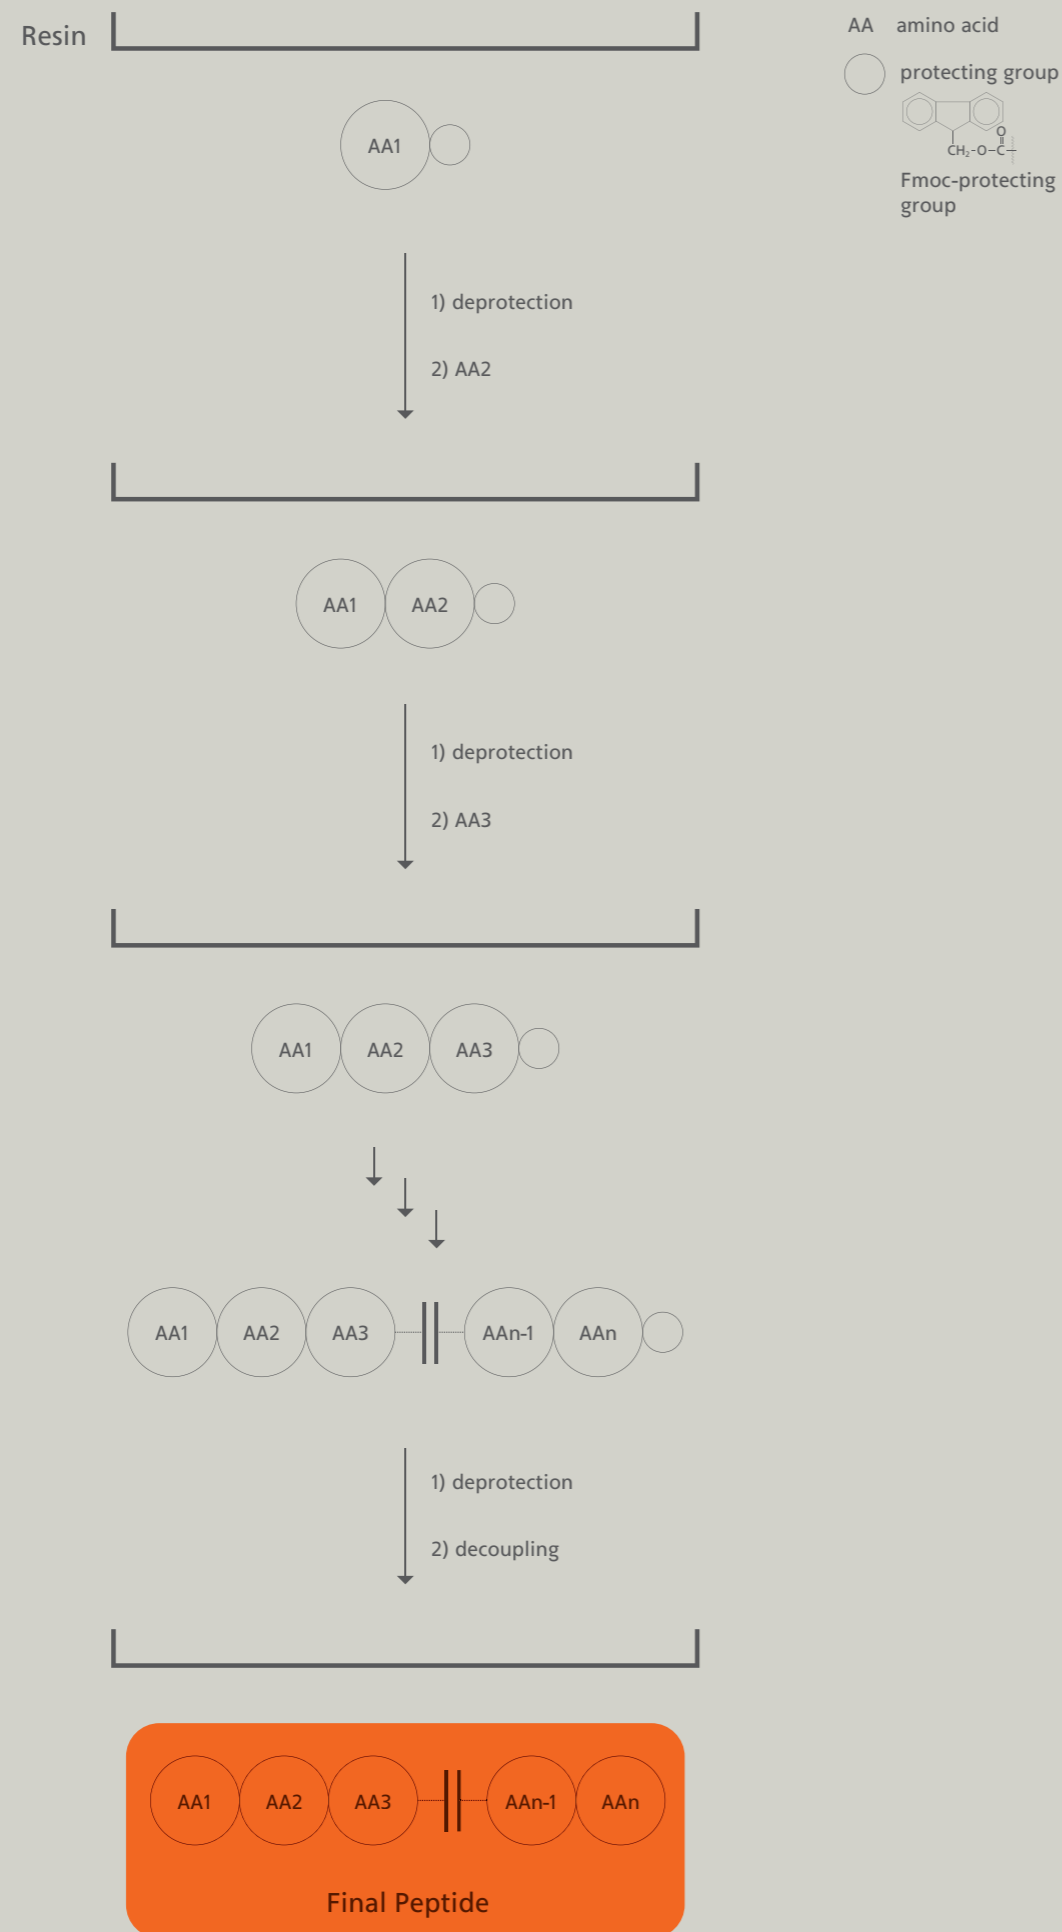 Resin
AA amino acid
protecting group
O
CH₂-O-C
Fmoc-protecting
group
AA1
1) deprotection
2) AA2
AA1 AA2
1) deprotection
2) AA3
AA1 AA2 AA3
AA1 AA2 AA3 AAn-1 AAn
1) deprotection
2) decoupling
AA1 AA2 AA3 AAn-1 AAn
Final Peptide